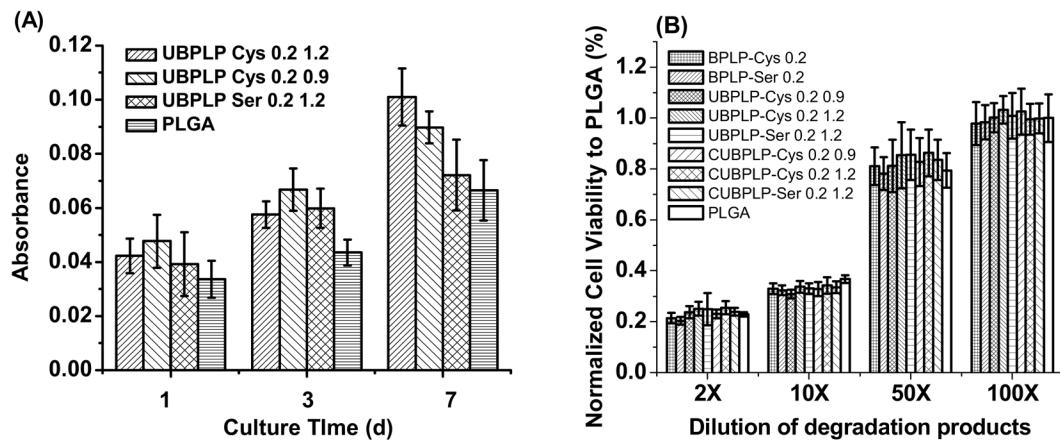 (A)
0.12
0.10
0.08
0.06
0.04
0.02
0.00
Absorbance
UBPLP Cys 0.2 1.2
UBPLP Cys 0.2 0.9
UBPLP Ser 0.2 1.2
PLGA
1 3 7
Culture TIme (d)
(B)
Normalized Cell Viability to PLGA (%)
1.2
1.0
0.8
0.6
0.4
0.2
0.0
BPLP-Cys 0.2
BPLP-Ser 0.2
UBPLP-Cys 0.2 0.9
UBPLP-Cys 0.2 1.2
UBPLP-Ser 0.2 1.2
CUBPLP-Cys 0.2 0.9
CUBPLP-Cys 0.2 1.2
CUBPLP-Ser 0.2 1.2
PLGA
2X 10X 50X 100X
Dilution of degradation products